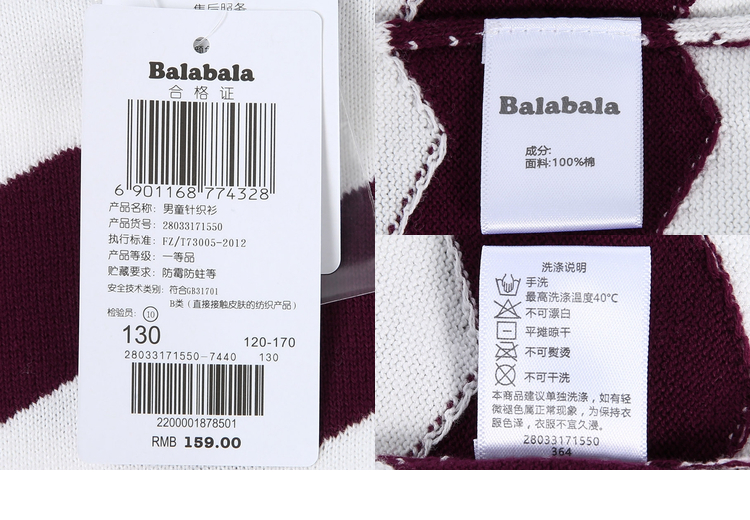 售后服务
Balabala
合格证
6 901168 774328
产品名称: 男童针织衫
产品货号: 28033171550
执行标准: FZ/T73005-2012
产品等级: 一等品
贮藏要求: 防霉防蛀等
安全技术类别: 符合GB31701
B类 (直接接触皮肤的纺织产品)
检验员: 10
130
120-170
28033171550-7440 130
2200001878501
RMB 159.00
Balabala
成分:
面料:100%棉
洗涤说明
手洗
最高洗涤温度40℃
不可漂白
平摊晾干
不可熨烫
不可干洗
本商品建议单独洗涤, 如有轻
微褪色属正常现象, 为保持衣
服色泽, 衣服不宜久浸。
28033171550
364